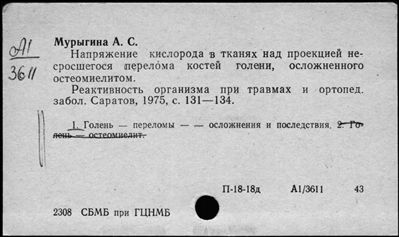 А1
3611
Мурыгина А. С.
Напряжение кислорода в тканях над проекцией не-
сросшегося перелома костей голени, осложненного
остеомиелитом.
Реактивность организма при травмах и ортопед.
забол. Саратов, 1975, с. 131—134.
1. Голень — переломы — — осложнения и последствия. 2. Го-
лень — остеомиелит.
П-18-18д А1/3611 43
2308 СБМБ при ГЦНМБ